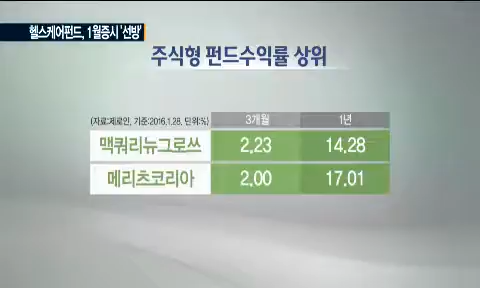 헬스케어펀드, 1월증시 '선방'
주식형 펀드수익률 상위
(자료:제로인, 기준:2016.1.28, 단위:%) 3개월 1년
맥쿼리뉴그로쓰 2.23 14.28
메리츠코리아 2.00 17.01